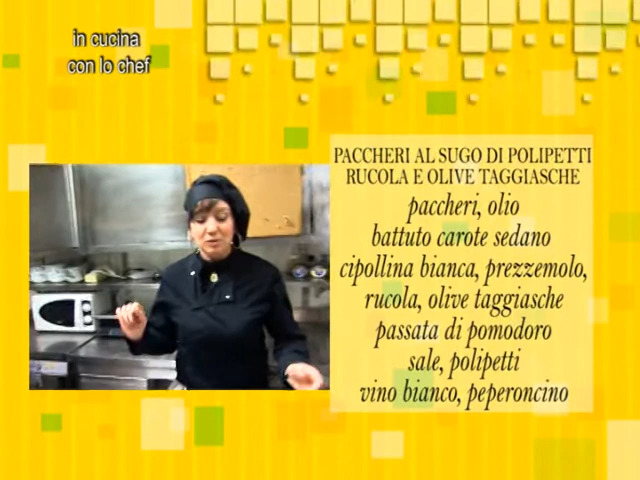 in cucina
con lo chef
PACCHERI AL SUGO DI POLIPETTI
RUCOLA E OLIVE TAGGIASCHE
paccheri, olio
battuto carote sedano
cipollina bianca, prezzemolo,
rucola, olive taggiasche
passata di pomodoro
sale, polipetti
vino bianco, peperoncino